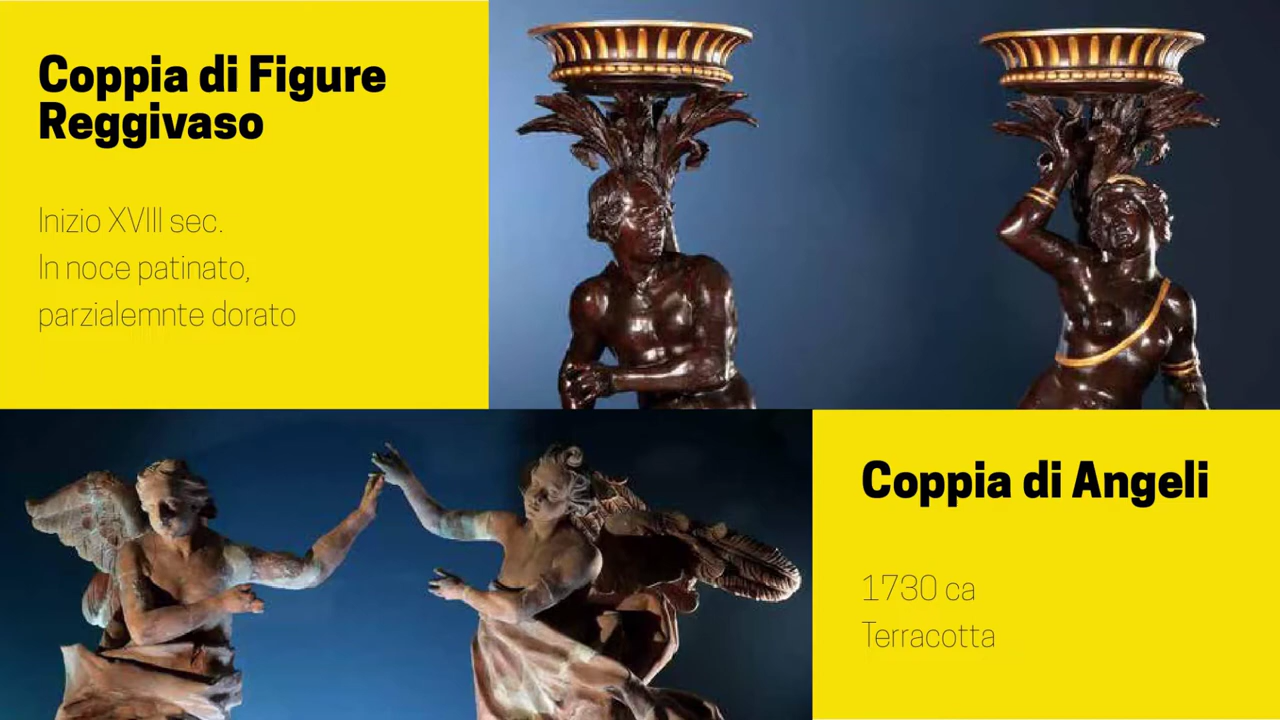 Coppia di Figure
Reggivaso
Inizio XVIII sec.
In noce patinato,
parzialemnte dorato
Coppia di Angeli
1730 ca
Terracotta